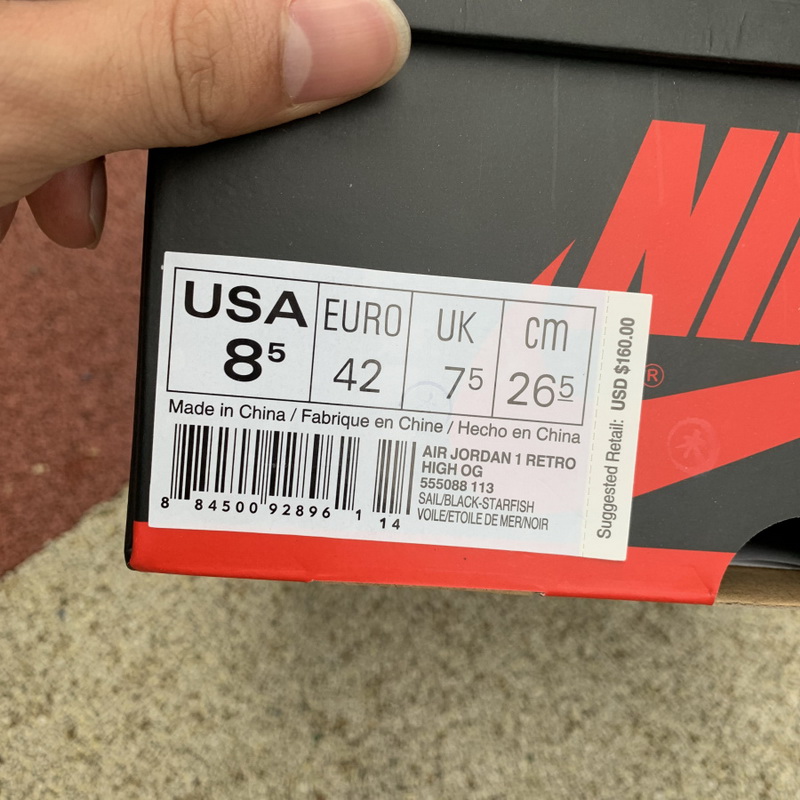 NI
®
USA EURO UK cm
8⁵ 42 7⁵ 26⁵
Made in China / Fabrique en Chine / Hecho en China
AIR JORDAN 1 RETRO
HIGH OG
555088 113
SAIL/BLACK-STARFISH
VOILE/ETOILE DE MER/NOIR
8 84500 92896 1 14
Suggested Retail: USD $160.00